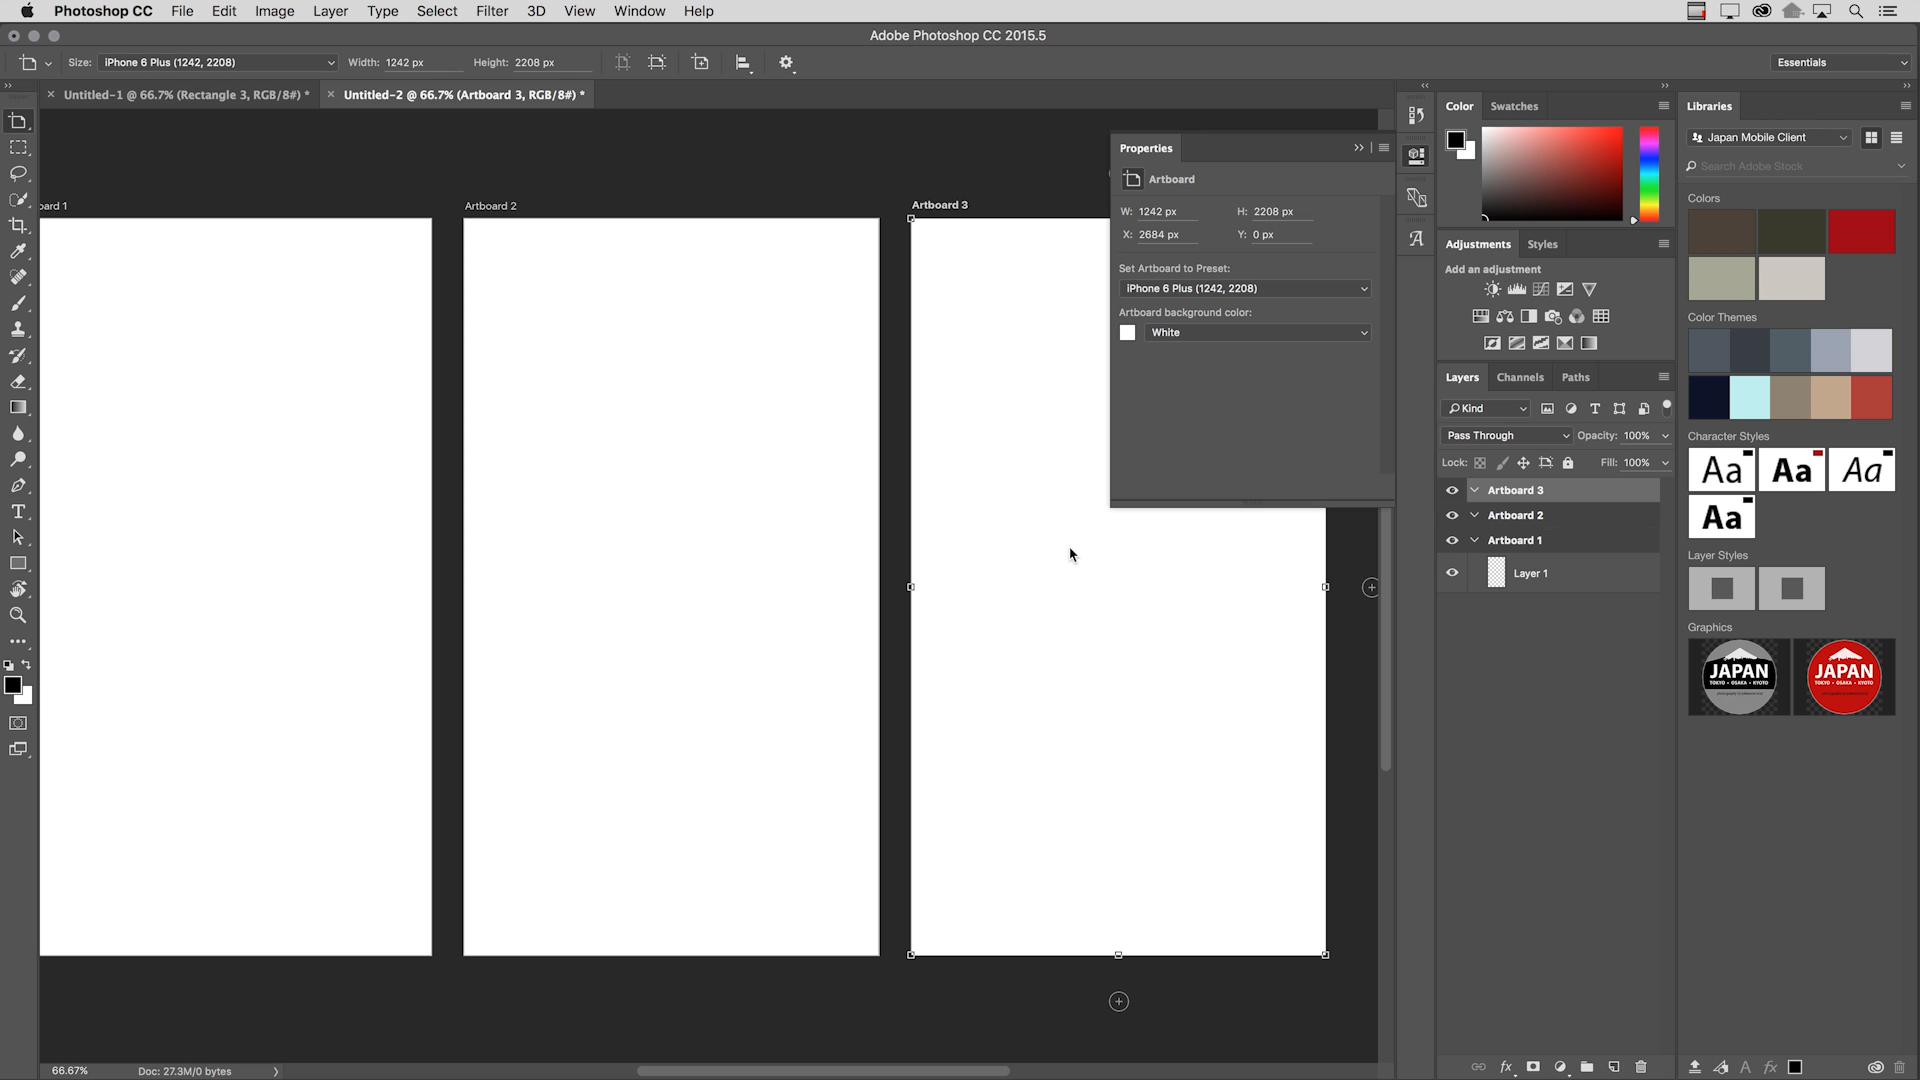 Photoshop CC File Edit Image Layer Type Select Filter 3D View Window Help
Adobe Photoshop CC 2015.5
Size: iPhone 6 Plus (1242, 2208) Width: 1242 px Height: 2208 px Essentials
Untitled-1 @ 66.7% (Rectangle 3, RGB/8#) * Untitled-2 @ 66.7% (Artboard 3, RGB/8#) *
oard 1 Artboard 2 Artboard 3
Properties
Artboard
W: 1242 px H: 2208 px
X: 2684 px Y: 0 px
Set Artboard to Preset:
iPhone 6 Plus (1242, 2208)
Artboard background color:
White
Color Swatches
Adjustments Styles
Add an adjustment
Layers Channels Paths
Kind
Pass Through Opacity: 100%
Lock: Fill: 100%
Artboard 3
Artboard 2
Artboard 1
Layer 1
Libraries
Japan Mobile Client
Search Adobe Stock
Colors
Color Themes
Character Styles
Aa Aa Aa
Aa
Layer Styles
Graphics
JAPAN JAPAN
TOKYO • OSAKA • KYOTO TOKYO • OSAKA • KYOTO
66.67% Doc: 27.3M/0 bytes